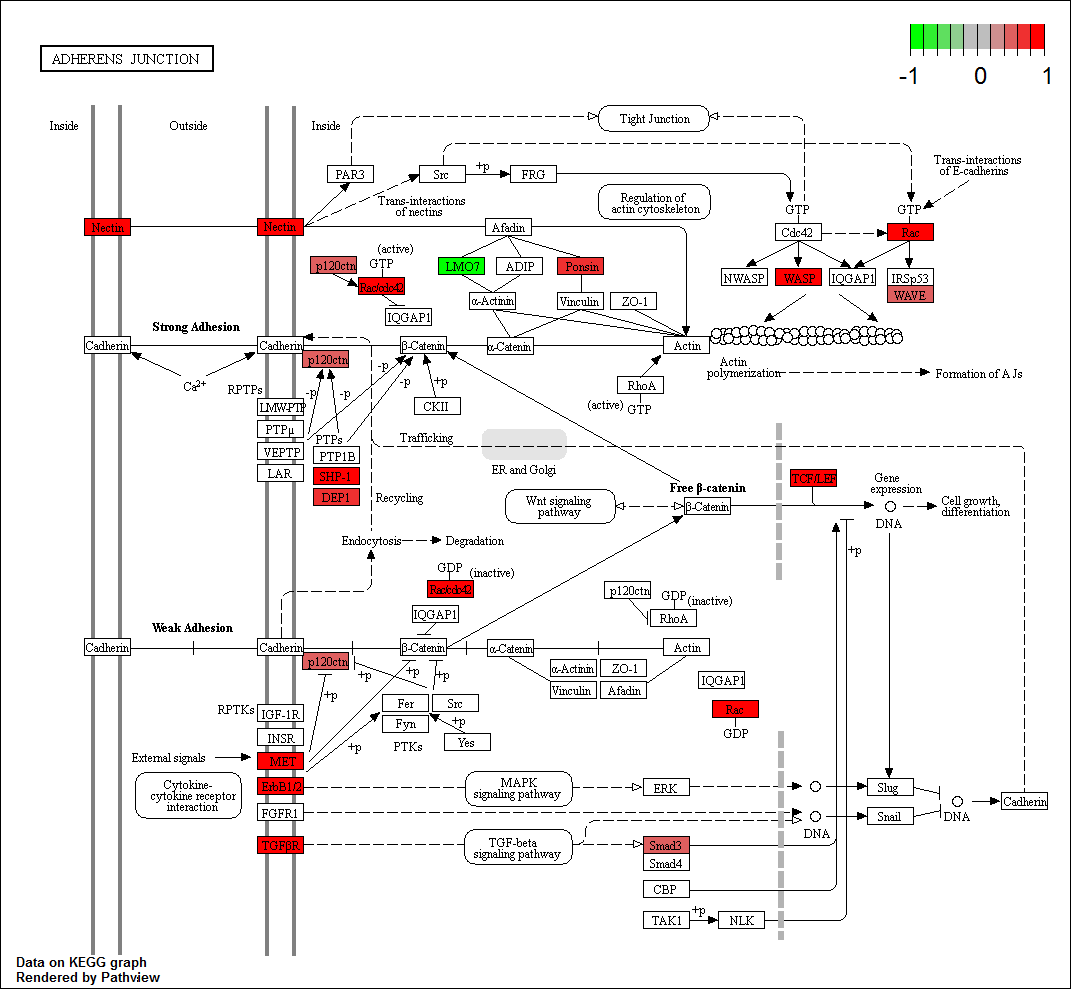 ADHERENS JUNCTION
-1 0 1
Inside
Outside
Inside
Tight Junction
PAR3
Src
+p
FRG
Trans-interactions
of E-cadherins
Trans-interactions
of nectins
Regulation of
actin cytoskeleton
GTP
GTP
Nectin
Nectin
Afadin
Cdc42
Rac
(active)
p120ctn
GTP
LMO7
ADIP
Ponsin
NWASP
WASP
IQGAP1
IRSp53
Rac/cdc42
WAVE
α-Actinin
Vinculin
ZO-1
IQGAP1
Strong Adhesion
Cadherin
Cadherin
β-Catenin
α-Catenin
Actin
p120ctn
Actin
polymerization
Formation of AJs
Ca2+
RPTPs
-p
-p
-p
-p
+p
RhoA
LMW-PTP
CKII
(active)
GTP
PTPμ
PTPs
Trafficking
VEPTP
PTP1B
LAR
SHP-1
ER and Golgi
DEP1
Recycling
Free β-catenin
TCF/LEF
Gene
expression
Wnt signaling
pathway
β-Catenin
Cell growth,
differentiation
DNA
Endocytosis
Degradation
+p
GDP
(inactive)
Rac/cdc42
p120ctn
GDP
(inactive)
IQGAP1
RhoA
Weak Adhesion
Cadherin
Cadherin
β-Catenin
α-Catenin
Actin
p120ctn
+p
+p
+p
+p
α-Actinin
ZO-1
IQGAP1
Vinculin
Afadin
Fer
Src
RPTKs
IGF-1R
Rac
Fyn
+p
GDP
INSR
+p
PTKs
Yes
External signals
MET
Cytokine-
cytokine receptor
interaction
ErbB1/2
MAPK
signaling pathway
ERK
Slug
Cadherin
FGFR1
DNA
Snail
DNA
TGFβR
TGF-beta
signaling pathway
Smad3
Smad4
CBP
TAK1
+p
NLK
Data on KEGG graph
Rendered by Pathview